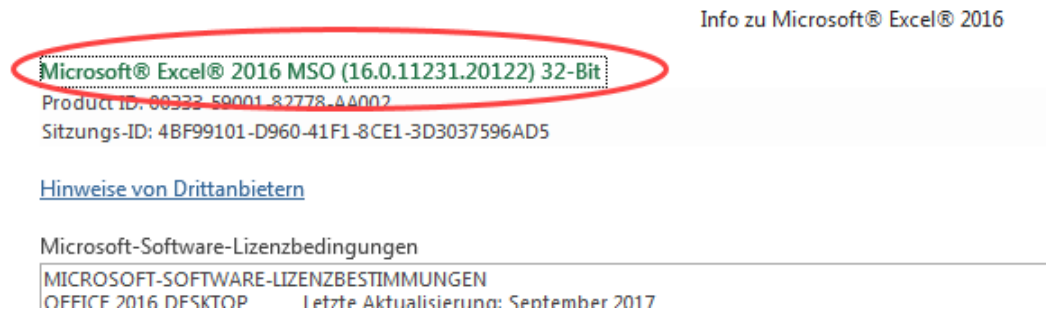 Info zu Microsoft® Excel® 2016
Microsoft® Excel® 2016 MSO (16.0.11231.20122) 32-Bit
Product ID: 00333-59001-82778-AA002
Sitzungs-ID: 4BF99101-D960-41F1-8CE1-3D3037596AD5
Hinweise von Drittanbietern
Microsoft-Software-Lizenzbedingungen
MICROSOFT-SOFTWARE-LIZENZBESTIMMUNGEN
OFFICE 2016 DESKTOP Letzte Aktualisierung: September 2017